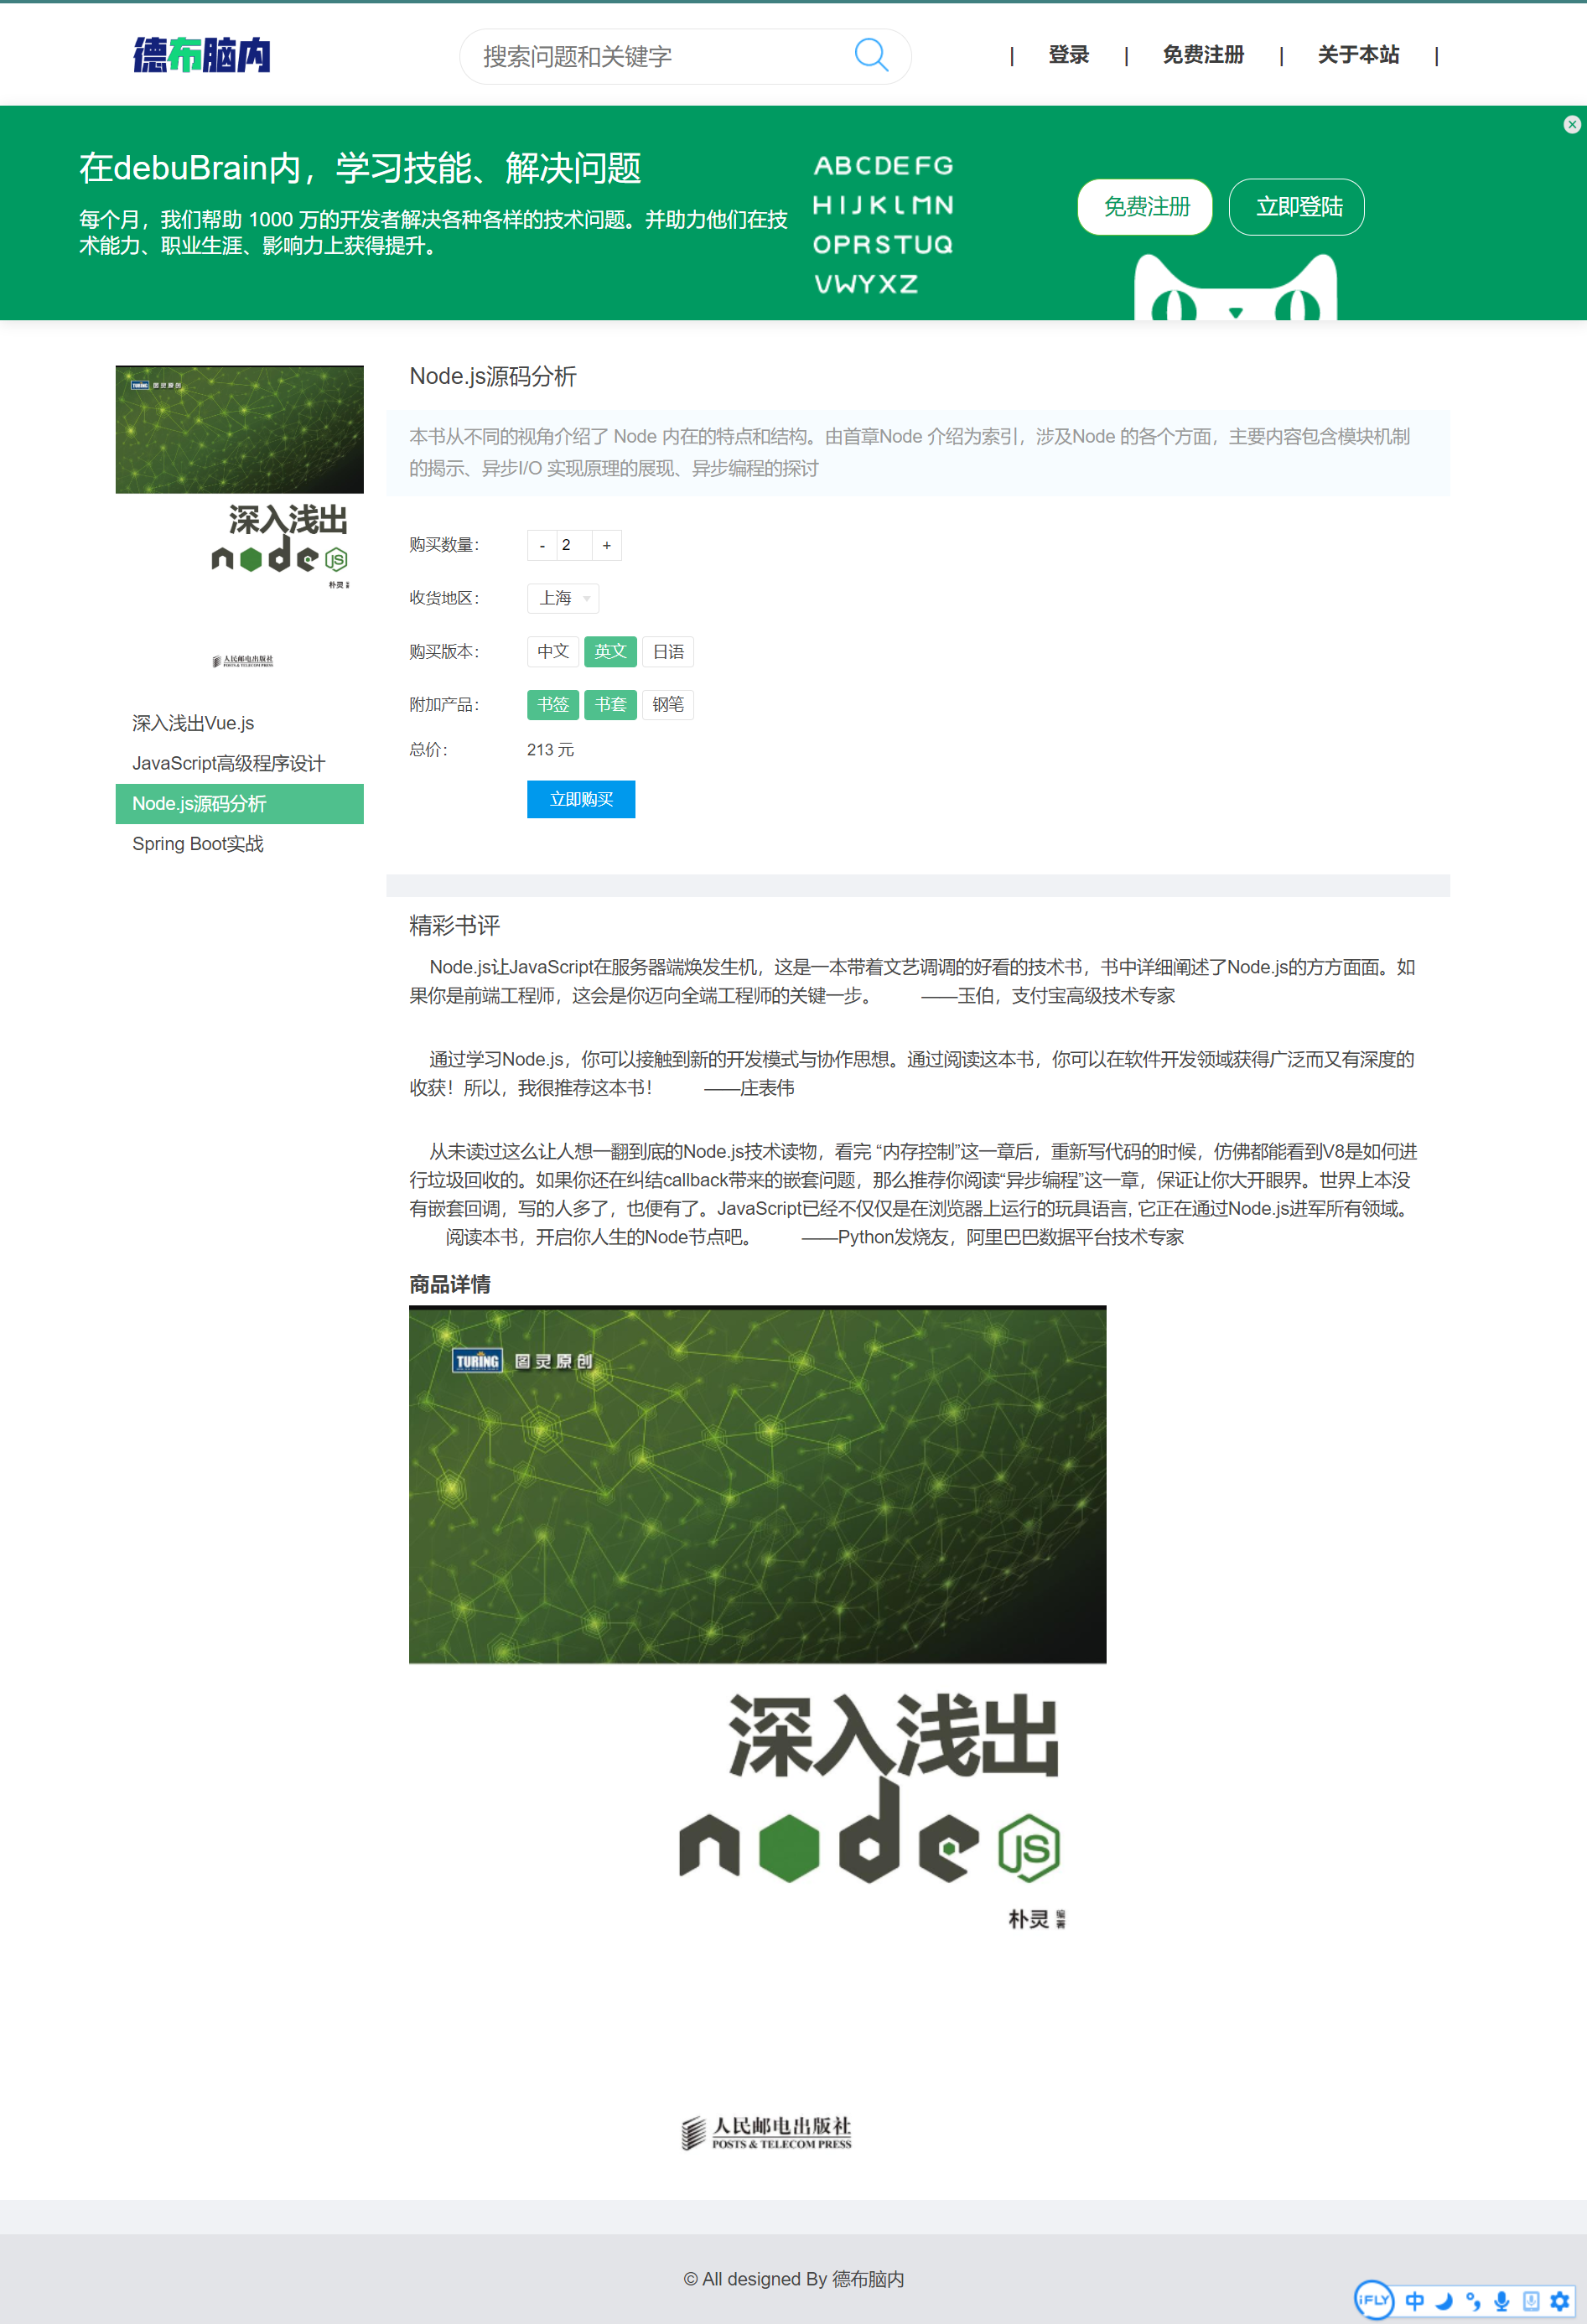 德布脑内
搜索问题和关键字
| 登录 | 免费注册 | 关于本站 |
在debuBrain内，学习技能、解决问题
每个月，我们帮助 1000 万的开发者解决各种各样的技术问题。并助力他们在技
术能力、职业生涯、影响力上获得提升。
ABCDEFG
HIJKLMN
OPRSTUQ
VWYXZ
免费注册
立即登陆
TURING 图灵原创
深入浅出
node JS
朴灵 编著
人民邮电出版社
POSTS & TELECOM PRESS
深入浅出Vue.js
JavaScript高级程序设计
Node.js源码分析
Spring Boot实战
Node.js源码分析
本书从不同的视角介绍了 Node 内在的特点和结构。由首章Node 介绍为索引，涉及Node 的各个方面，主要内容包含模块机制
的揭示、异步I/O 实现原理的展现、异步编程的探讨
购买数量： - 2 +
收货地区： 上海
购买版本： 中文 英文 日语
附加产品： 书签 书套 钢笔
总价： 213 元
立即购买
精彩书评
Node.js让JavaScript在服务器端焕发生机，这是一本带着文艺调调的好看的技术书，书中详细阐述了Node.js的方方面面。如
果你是前端工程师，这会是你迈向全端工程师的关键一步。 ——玉伯，支付宝高级技术专家
通过学习Node.js，你可以接触到新的开发模式与协作思想。通过阅读这本书，你可以在软件开发领域获得广泛而又有深度的
收获！所以，我很推荐这本书！ ——庄表伟
从未读过这么让人想一翻到底的Node.js技术读物，看完 “内存控制”这一章后，重新写代码的时候，仿佛都能看到V8是如何进
行垃圾回收的。如果你还在纠结callback带来的嵌套问题，那么推荐你阅读“异步编程”这一章，保证让你大开眼界。世界上本没
有嵌套回调，写的人多了，也便有了。JavaScript已经不仅仅是在浏览器上运行的玩具语言, 它正在通过Node.js进军所有领域。
阅读本书，开启你人生的Node节点吧。 ——Python发烧友，阿里巴巴数据平台技术专家
商品详情
TURING 图灵原创
深入浅出
node JS
朴灵 编著
人民邮电出版社
POSTS & TELECOM PRESS
© All designed By 德布脑内
iFLY 中